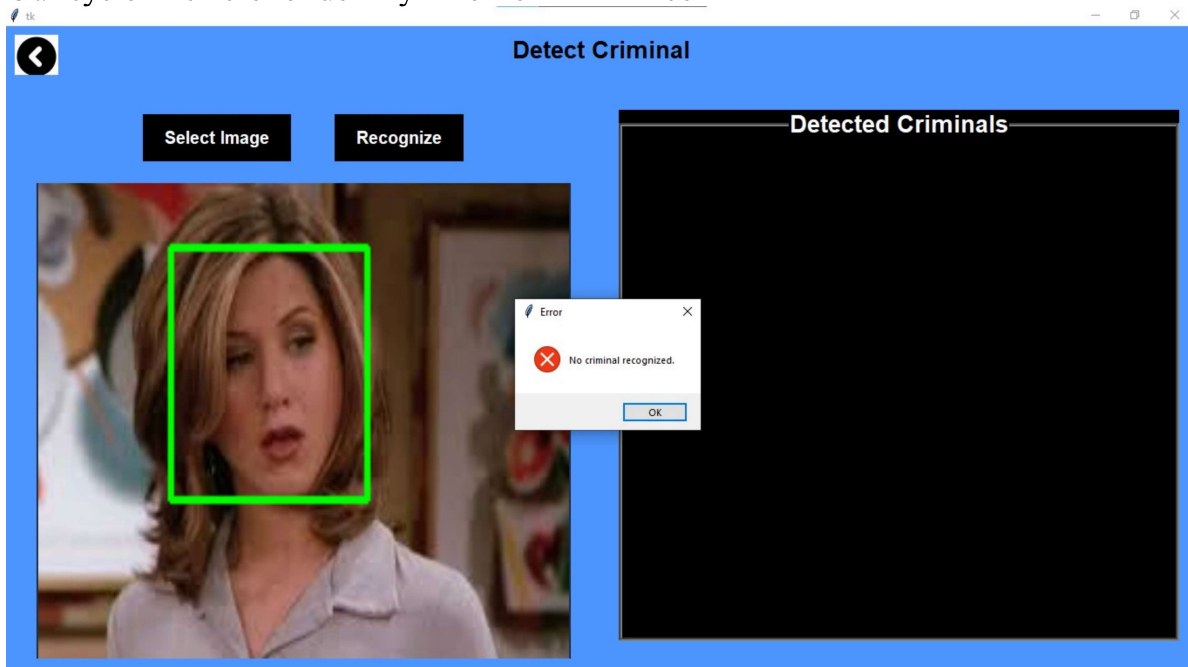 tk
Detect Criminal
Select Image
Recognize
Detected Criminals
Error
No criminal recognized.
OK